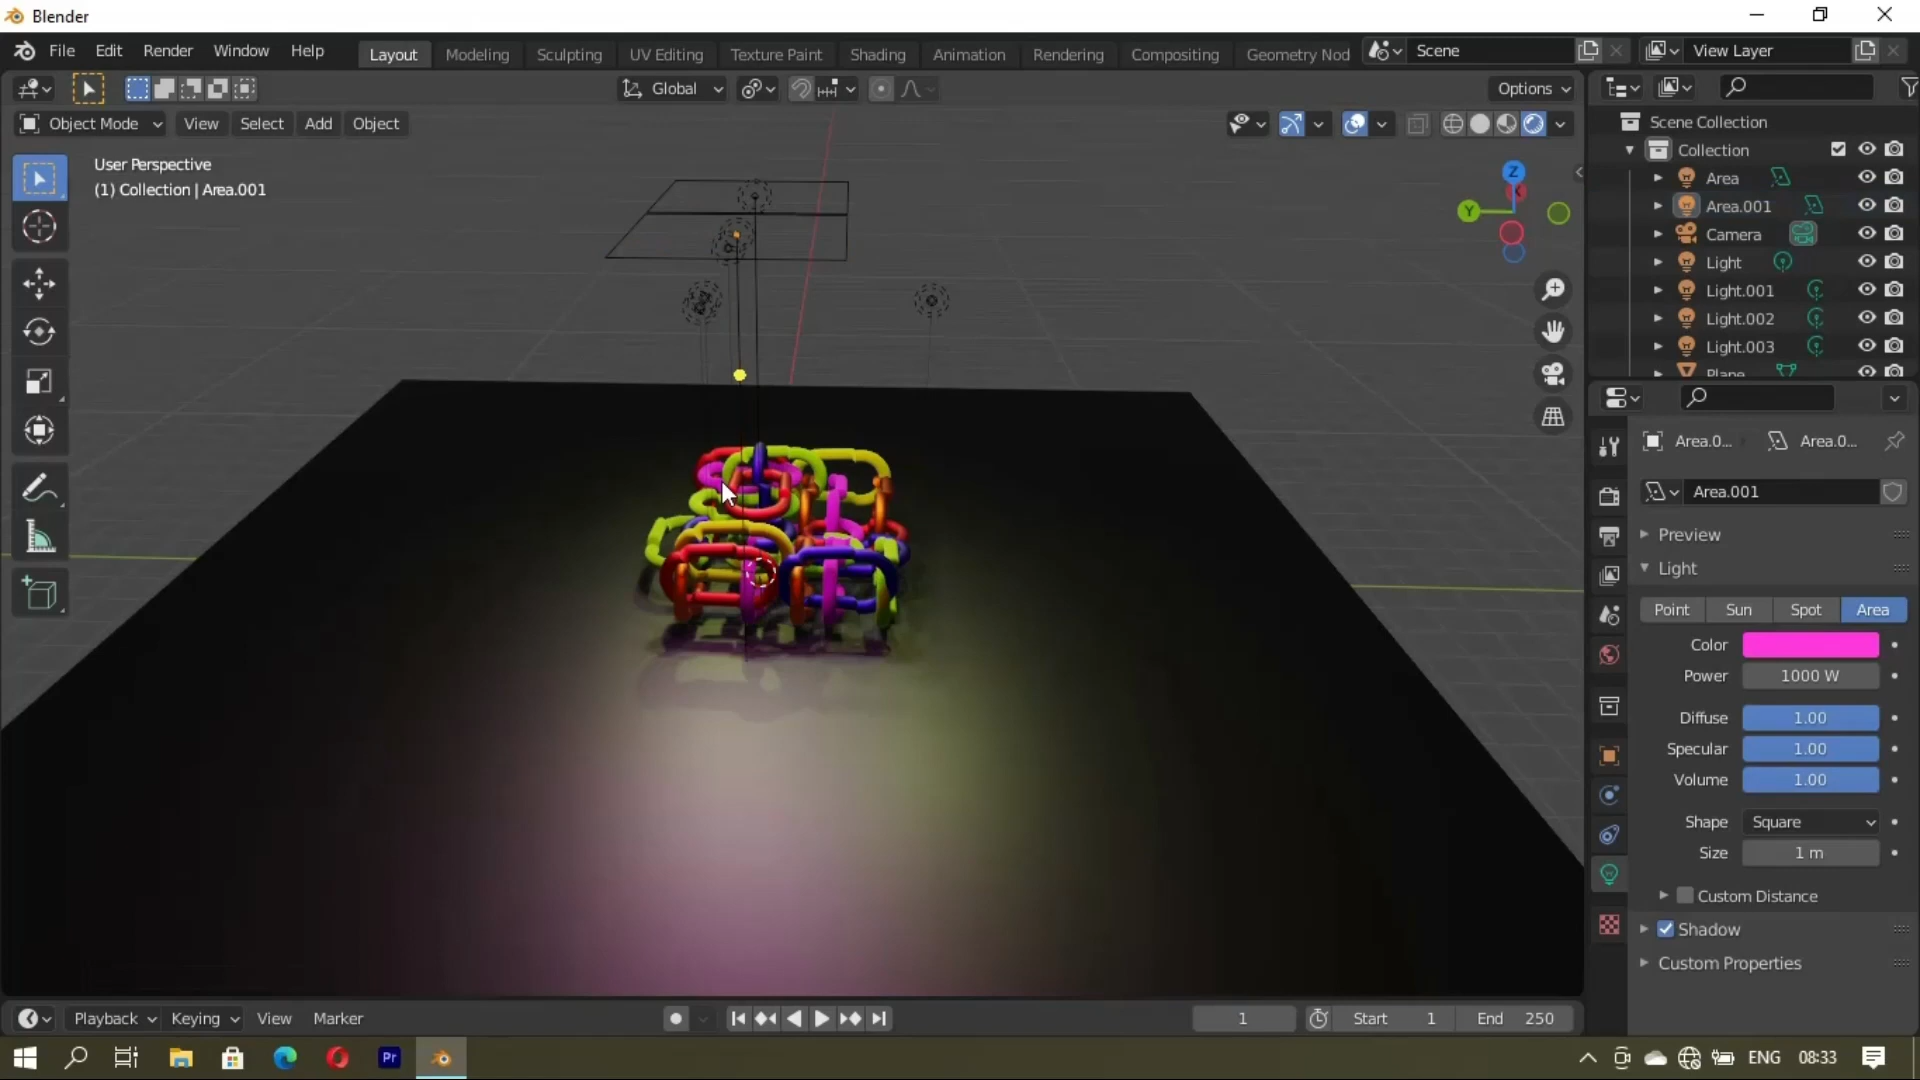 Blender
File Edit Render Window Help Layout Modeling Sculpting UV Editing Texture Paint Shading Animation Rendering Compositing Geometry Nod Scene View Layer
Global Options
Object Mode View Select Add Object
User Perspective
(1) Collection | Area.001
Z
Y
X
Scene Collection
Collection
Area
Area.001
Camera
Light
Light.001
Light.002
Light.003
Plane
Area.0... Area.0...
Area.001
Preview
Light
Point Sun Spot Area
Color
Power 1000 W
Diffuse 1.00
Specular 1.00
Volume 1.00
Shape Square
Size 1 m
Custom Distance
Shadow
Custom Properties
Playback Keying View Marker 1 Start 1 End 250
Pr ENG 08:33